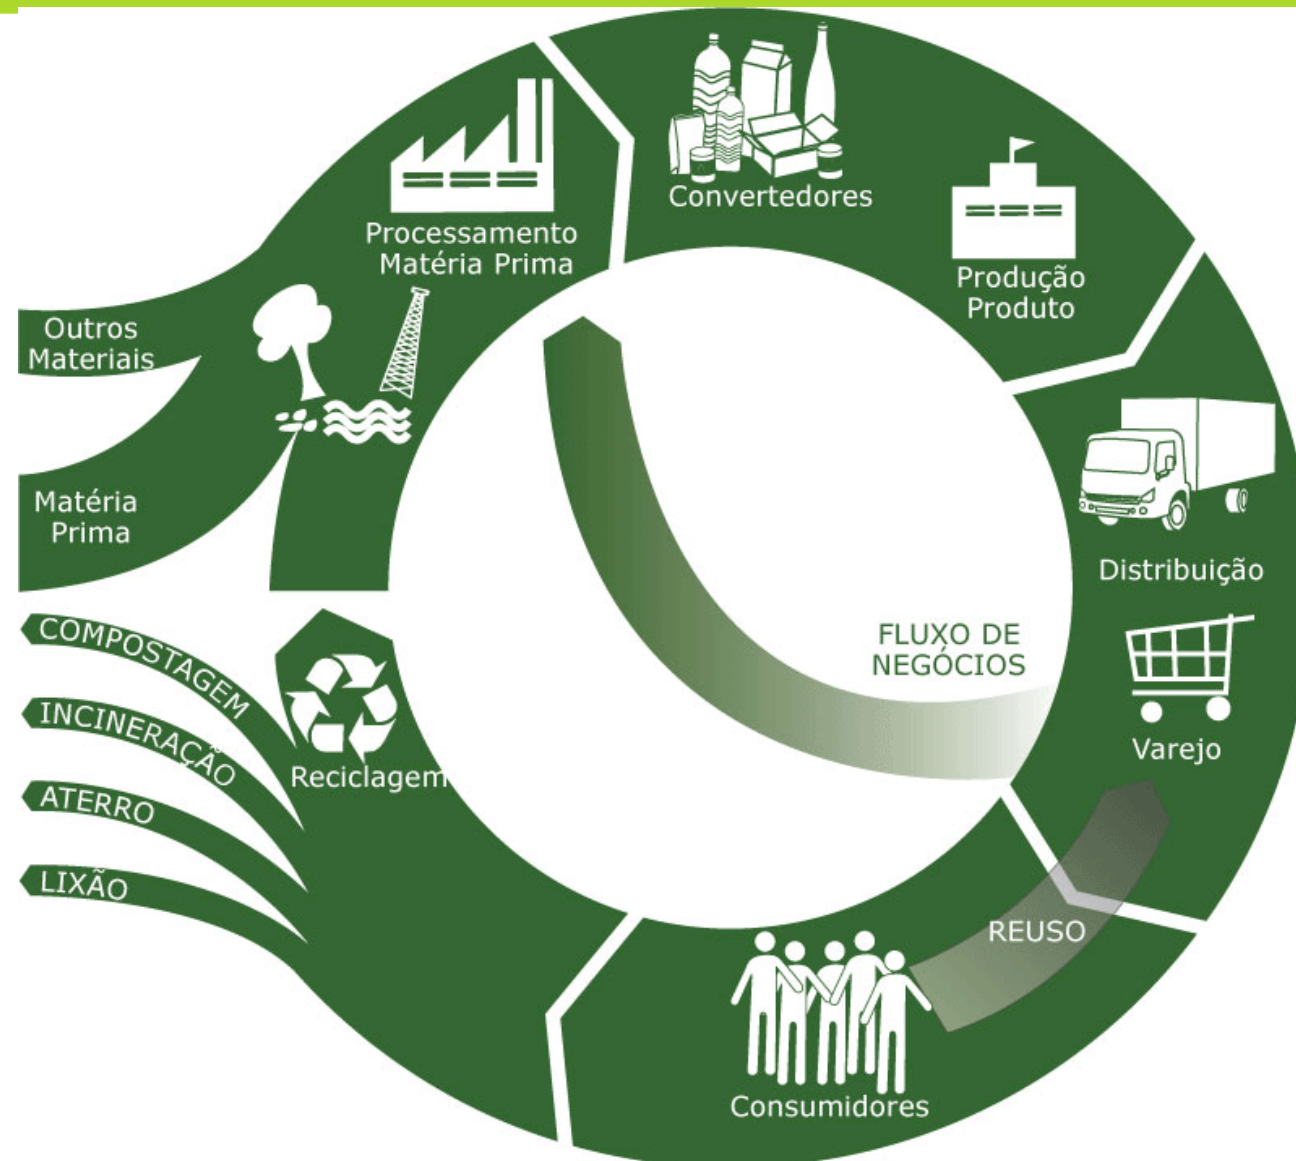 Convertedores
Processamento
Matéria Prima
Produção
Produto
Outros
Materiais
Matéria
Prima
Distribuição
FLUXO DE
NEGÓCIOS
Varejo
COMPOSTAGEM
INCINERAÇÃO
ATERRO
LIXÃO
Reciclagem
REUSO
Consumidores